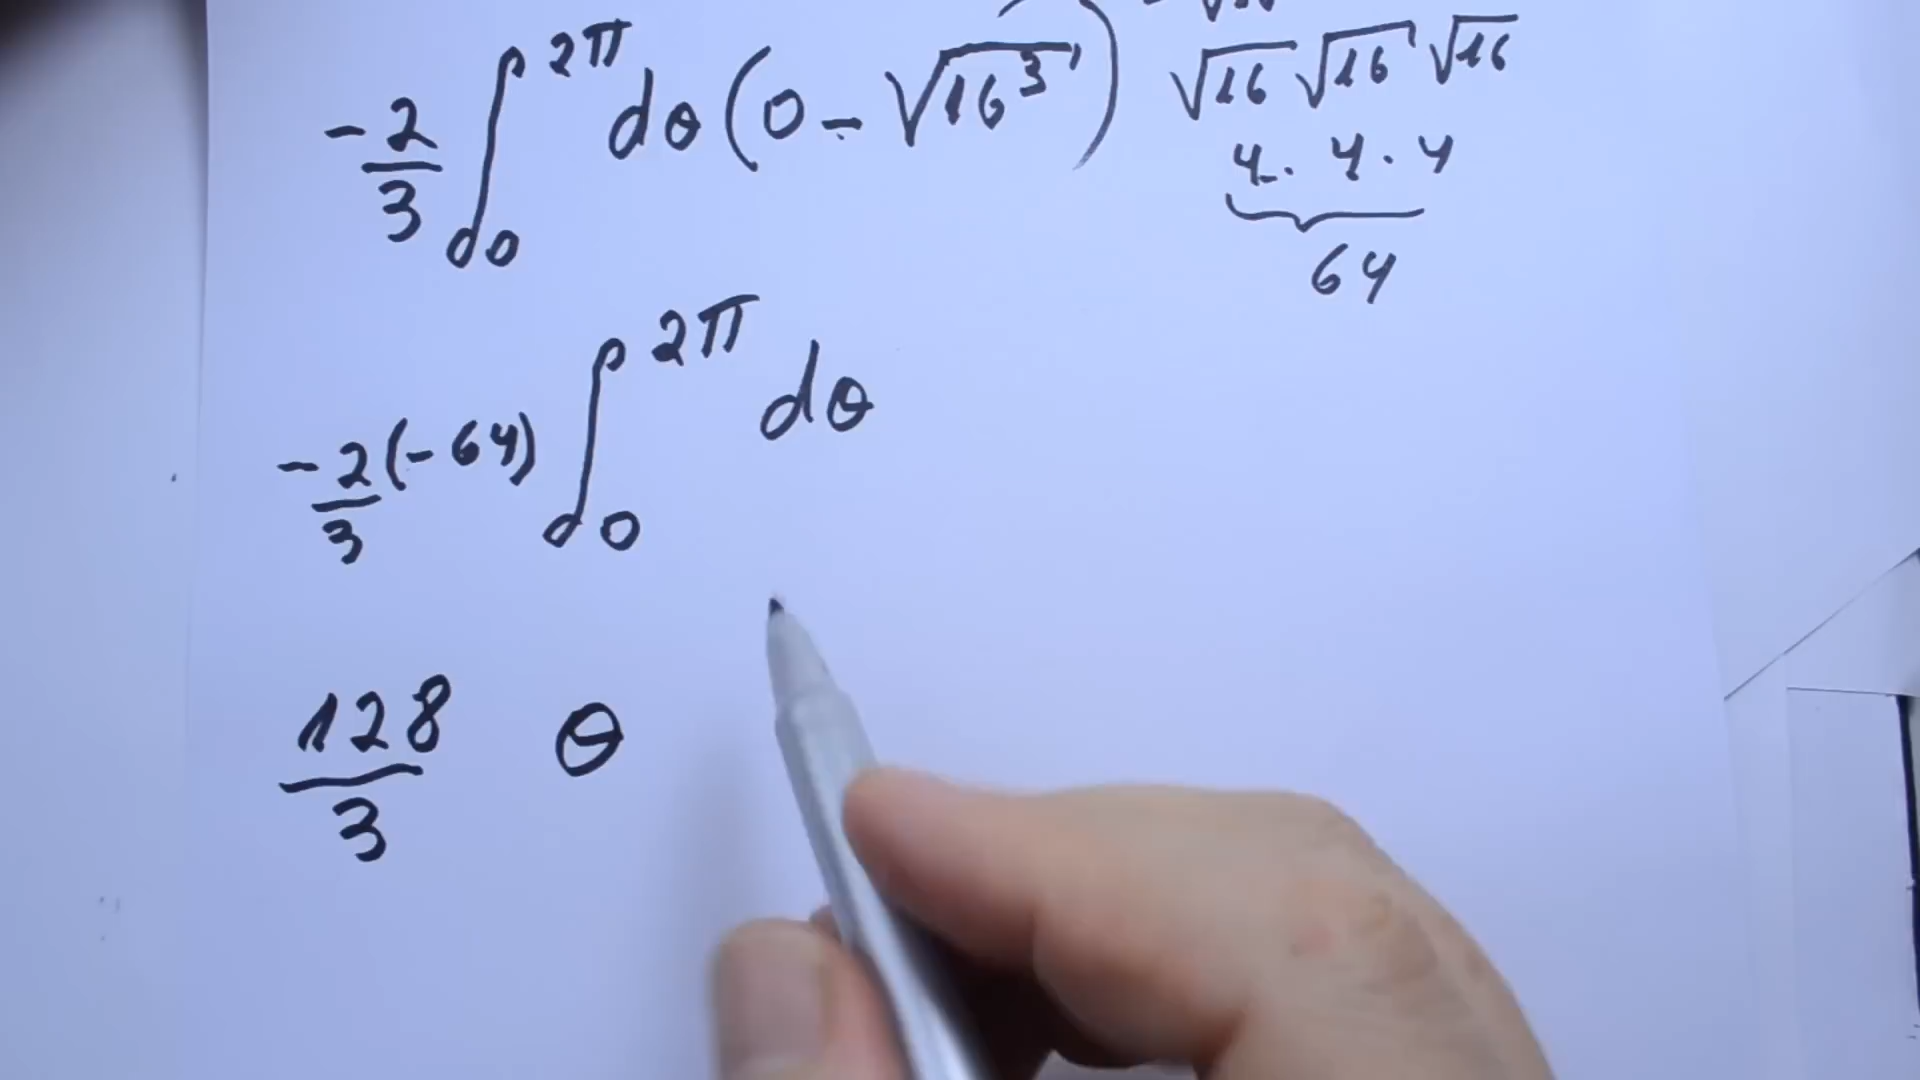 -2/3 ∫₀^2π dθ (0 - √16³)
√16 √16 √16
4 · 4 · 4
64
-2/3 (-64) ∫₀^2π dθ
128/3 θ